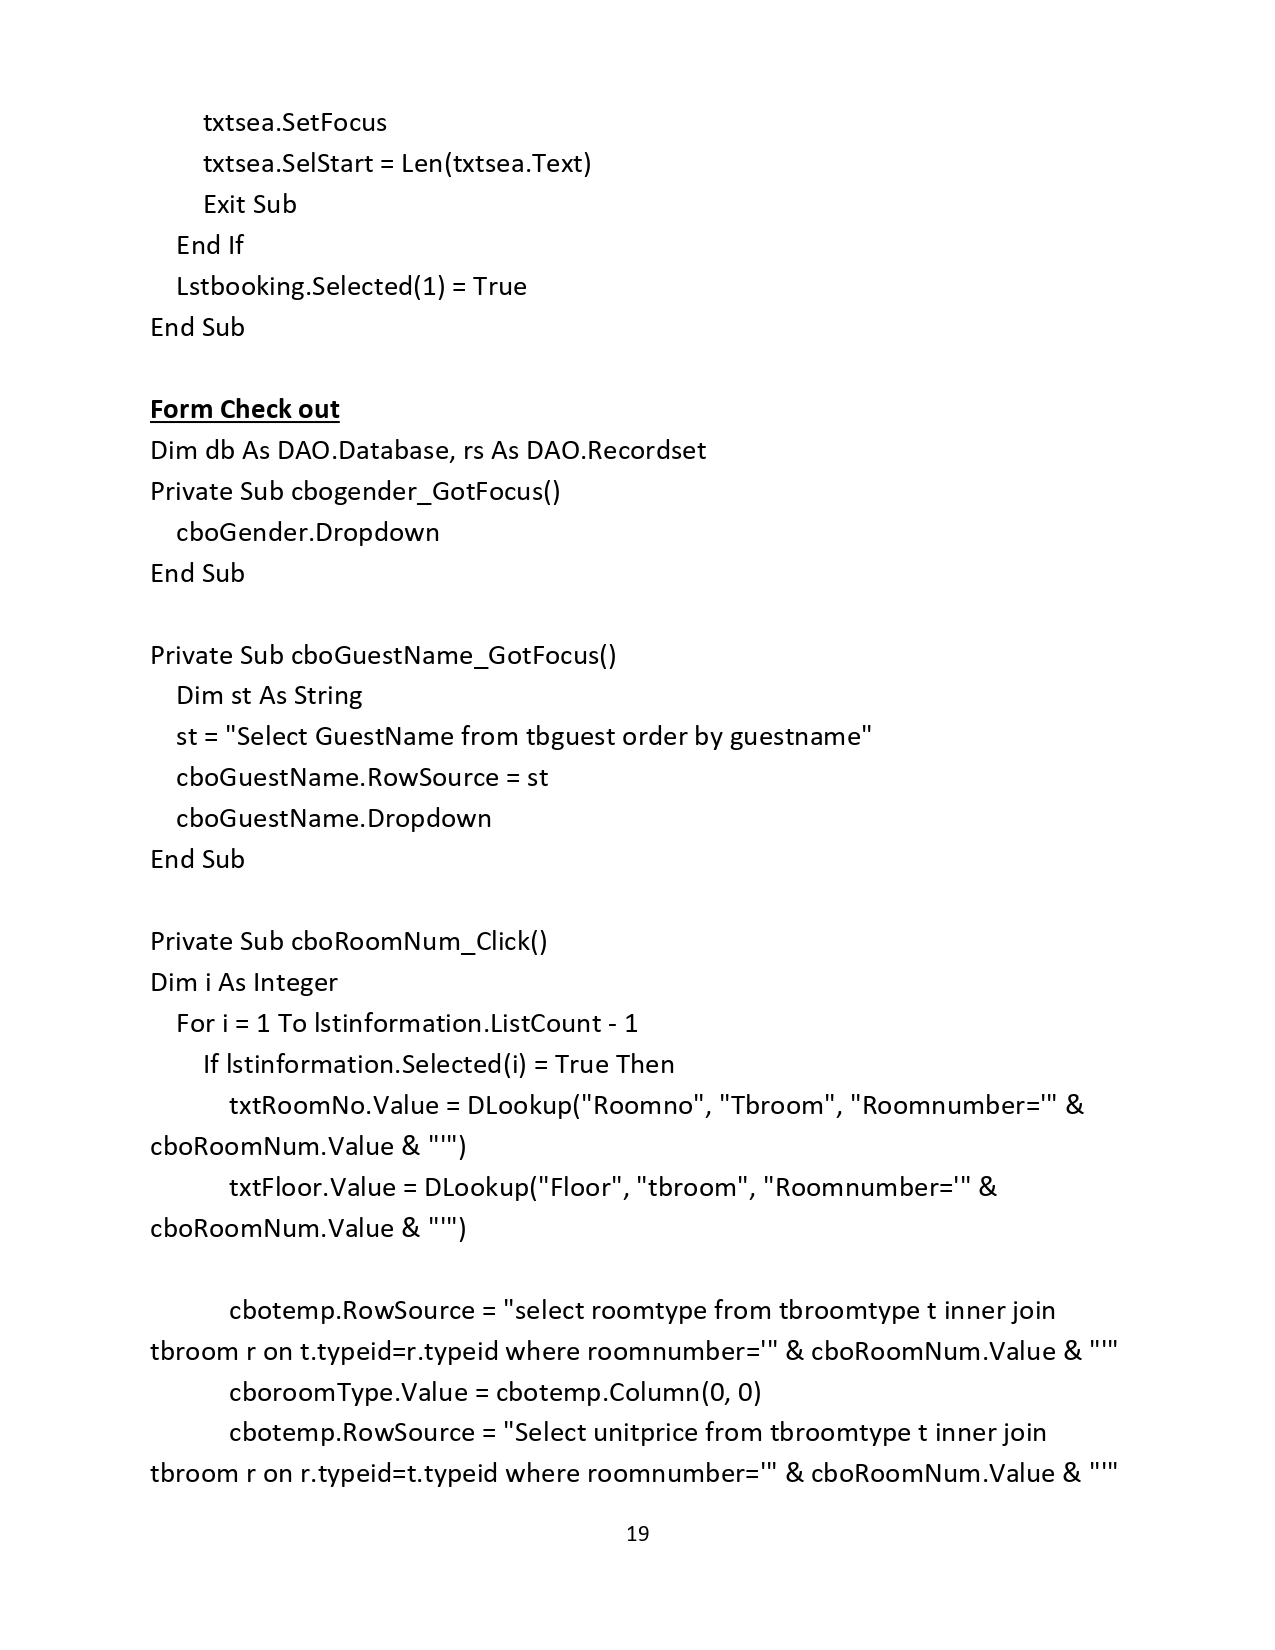 txtsea.SetFocus
txtsea.SelStart = Len(txtsea.Text)
Exit Sub
End If
Lstbooking.Selected(1) = True
End Sub
Form Check out
Dim db As DAO.Database, rs As DAO.Recordset
Private Sub cbogender_GotFocus()
cboGender.Dropdown
End Sub
Private Sub cboGuestName_GotFocus()
Dim st As String
st = "Select GuestName from tbguest order by guestname"
cboGuestName.RowSource = st
cboGuestName.Dropdown
End Sub
Private Sub cboRoomNum_Click()
Dim i As Integer
For i = 1 To lstinformation.ListCount - 1
If lstinformation.Selected(i) = True Then
txtRoomNo.Value = DLookup("Roomno", "Tbroom", "Roomnumber='" &
cboRoomNum.Value & "'")
txtFloor.Value = DLookup("Floor", "tbroom", "Roomnumber='" &
cboRoomNum.Value & "'")
cbotemp.RowSource = "select roomtype from tbroomtype t inner join
tbroom r on t.typeid=r.typeid where roomnumber='" & cboRoomNum.Value & "'"
cboroomType.Value = cbotemp.Column(0, 0)
cbotemp.RowSource = "Select unitprice from tbroomtype t inner join
tbroom r on r.typeid=t.typeid where roomnumber='" & cboRoomNum.Value & "'"
19